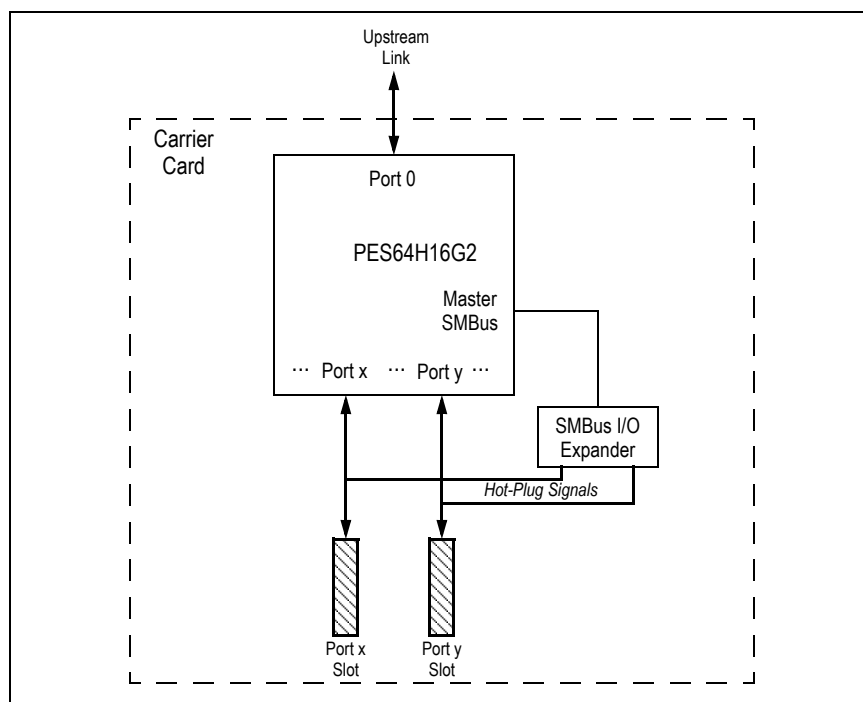 Upstream
Link
Carrier
Card
Port 0
PES64H16G2
Master
SMBus
... Port x ... Port y ...
SMBus I/O
Expander
Hot-Plug Signals
Port x
Slot
Port y
Slot